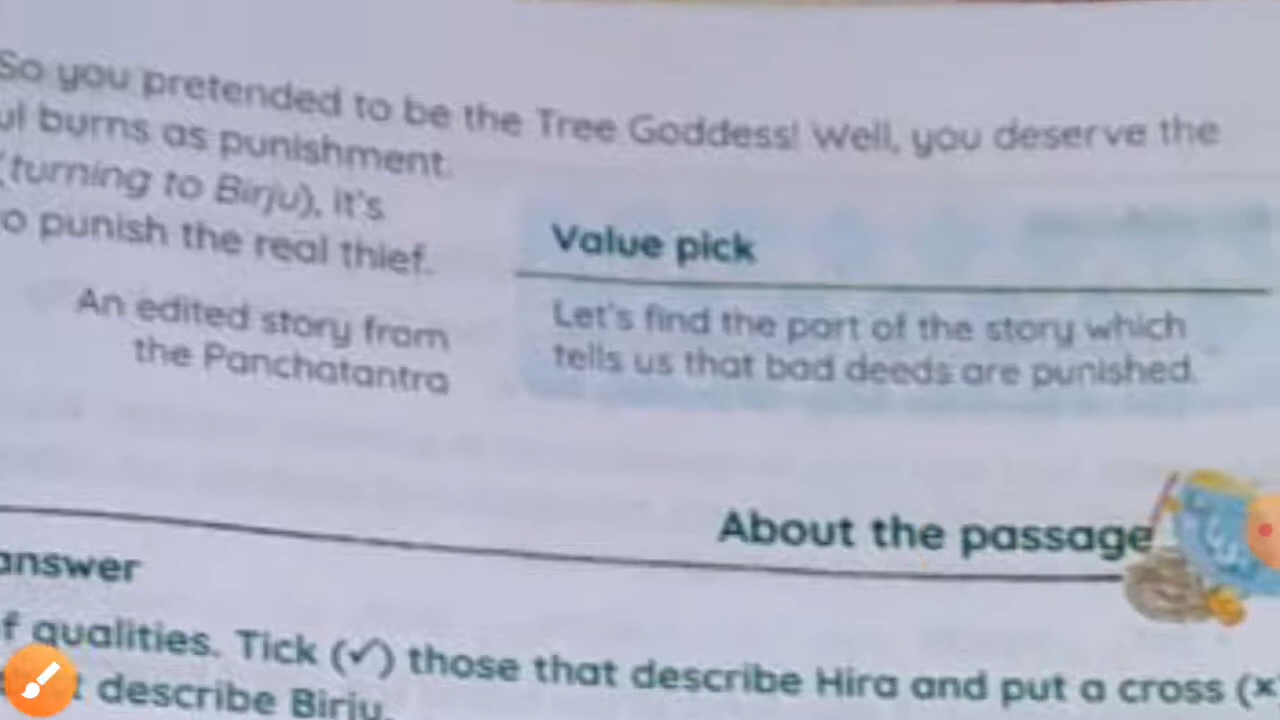 So you pretended to be the Tree Goddess! Well, you deserve the
burns as punishment.
(turning to Birju), it's
punish the real thief.
An edited story from
the Panchatantra
Value pick
Let's find the part of the story which
tells us that bad deeds are punished.
About the passage
answer
f qualities. Tick (✓) those that describe Hira and put a cross (×
describe Birju.